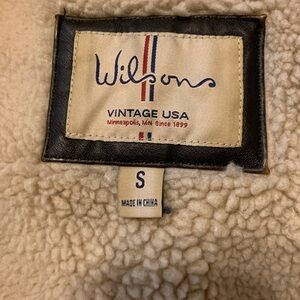 Wilsons
VINTAGE USA
Minneapolis, MN Since 1899
S
MADE IN CHINA